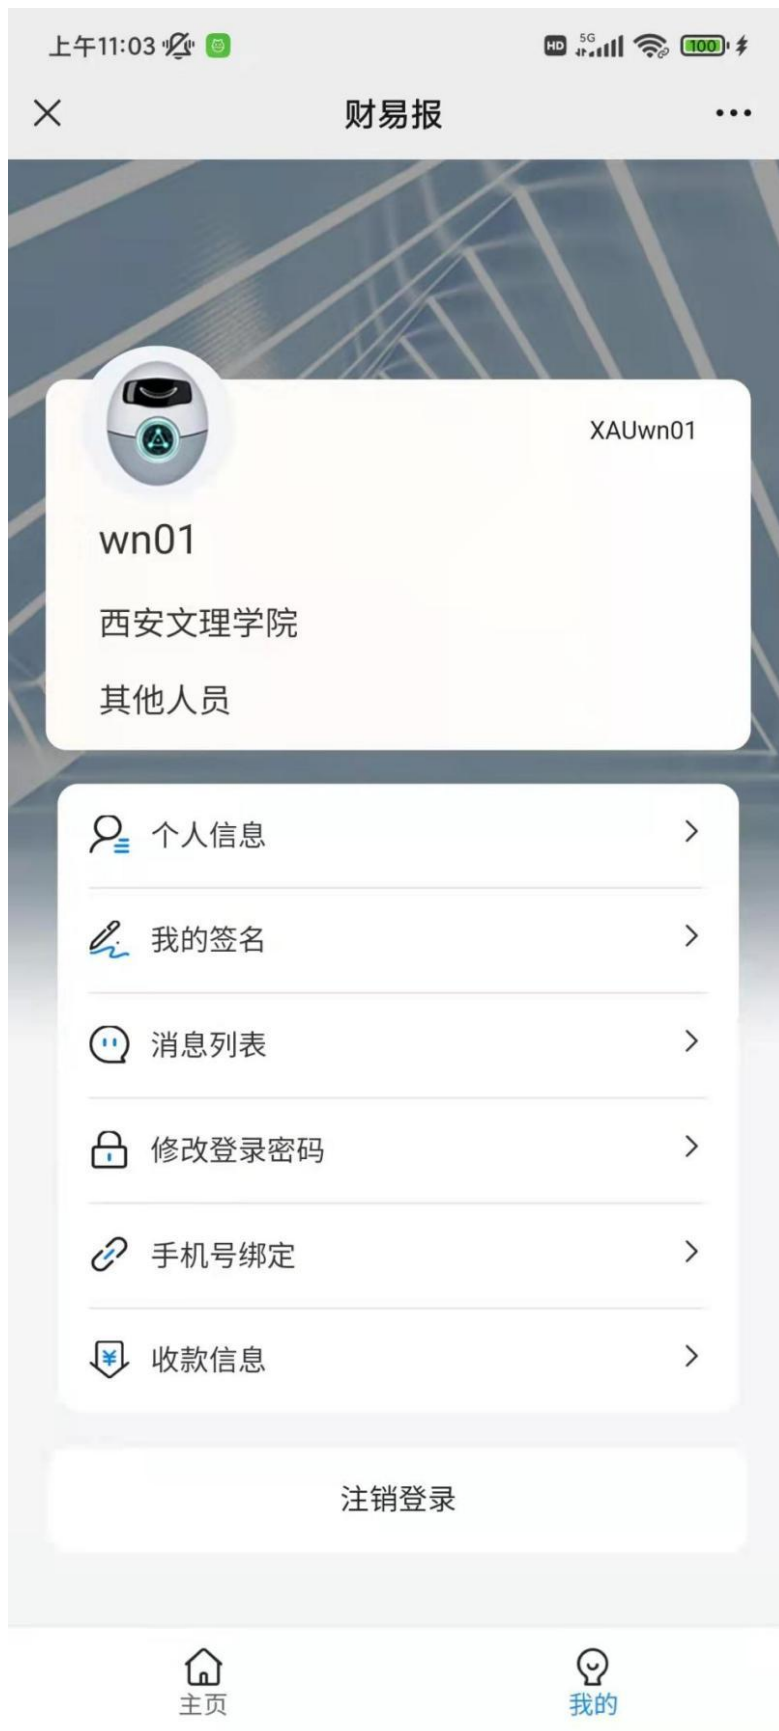 上午11:03
HD 5G 100
财易报
XAUwn01
wn01
西安文理学院
其他人员
个人信息
我的签名
消息列表
修改登录密码
手机号绑定
收款信息
注销登录
主页 我的